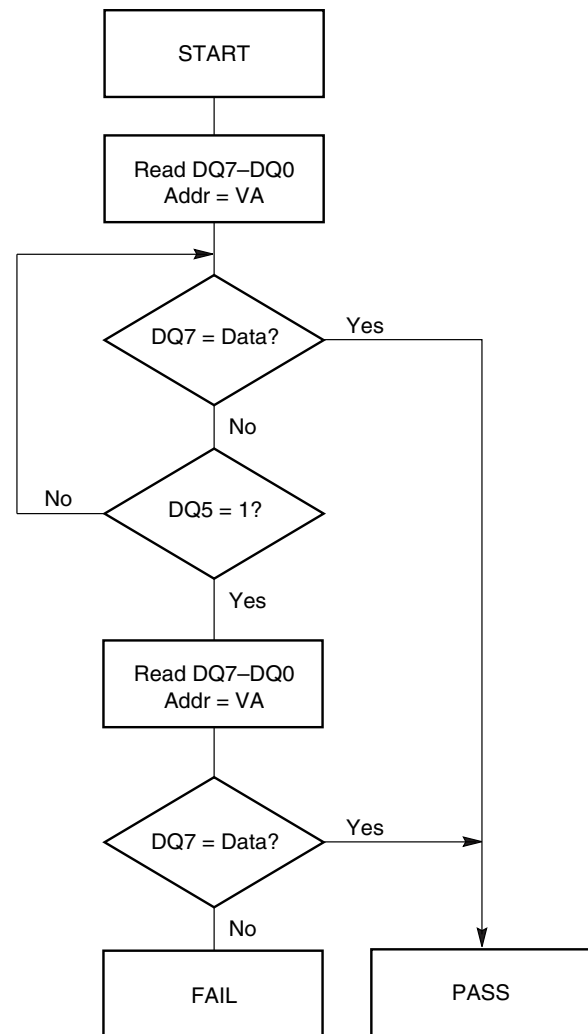 START
Read DQ7–DQ0
Addr = VA
DQ7 = Data?
Yes
No
No
DQ5 = 1?
Yes
Read DQ7–DQ0
Addr = VA
DQ7 = Data?
Yes
No
FAIL
PASS